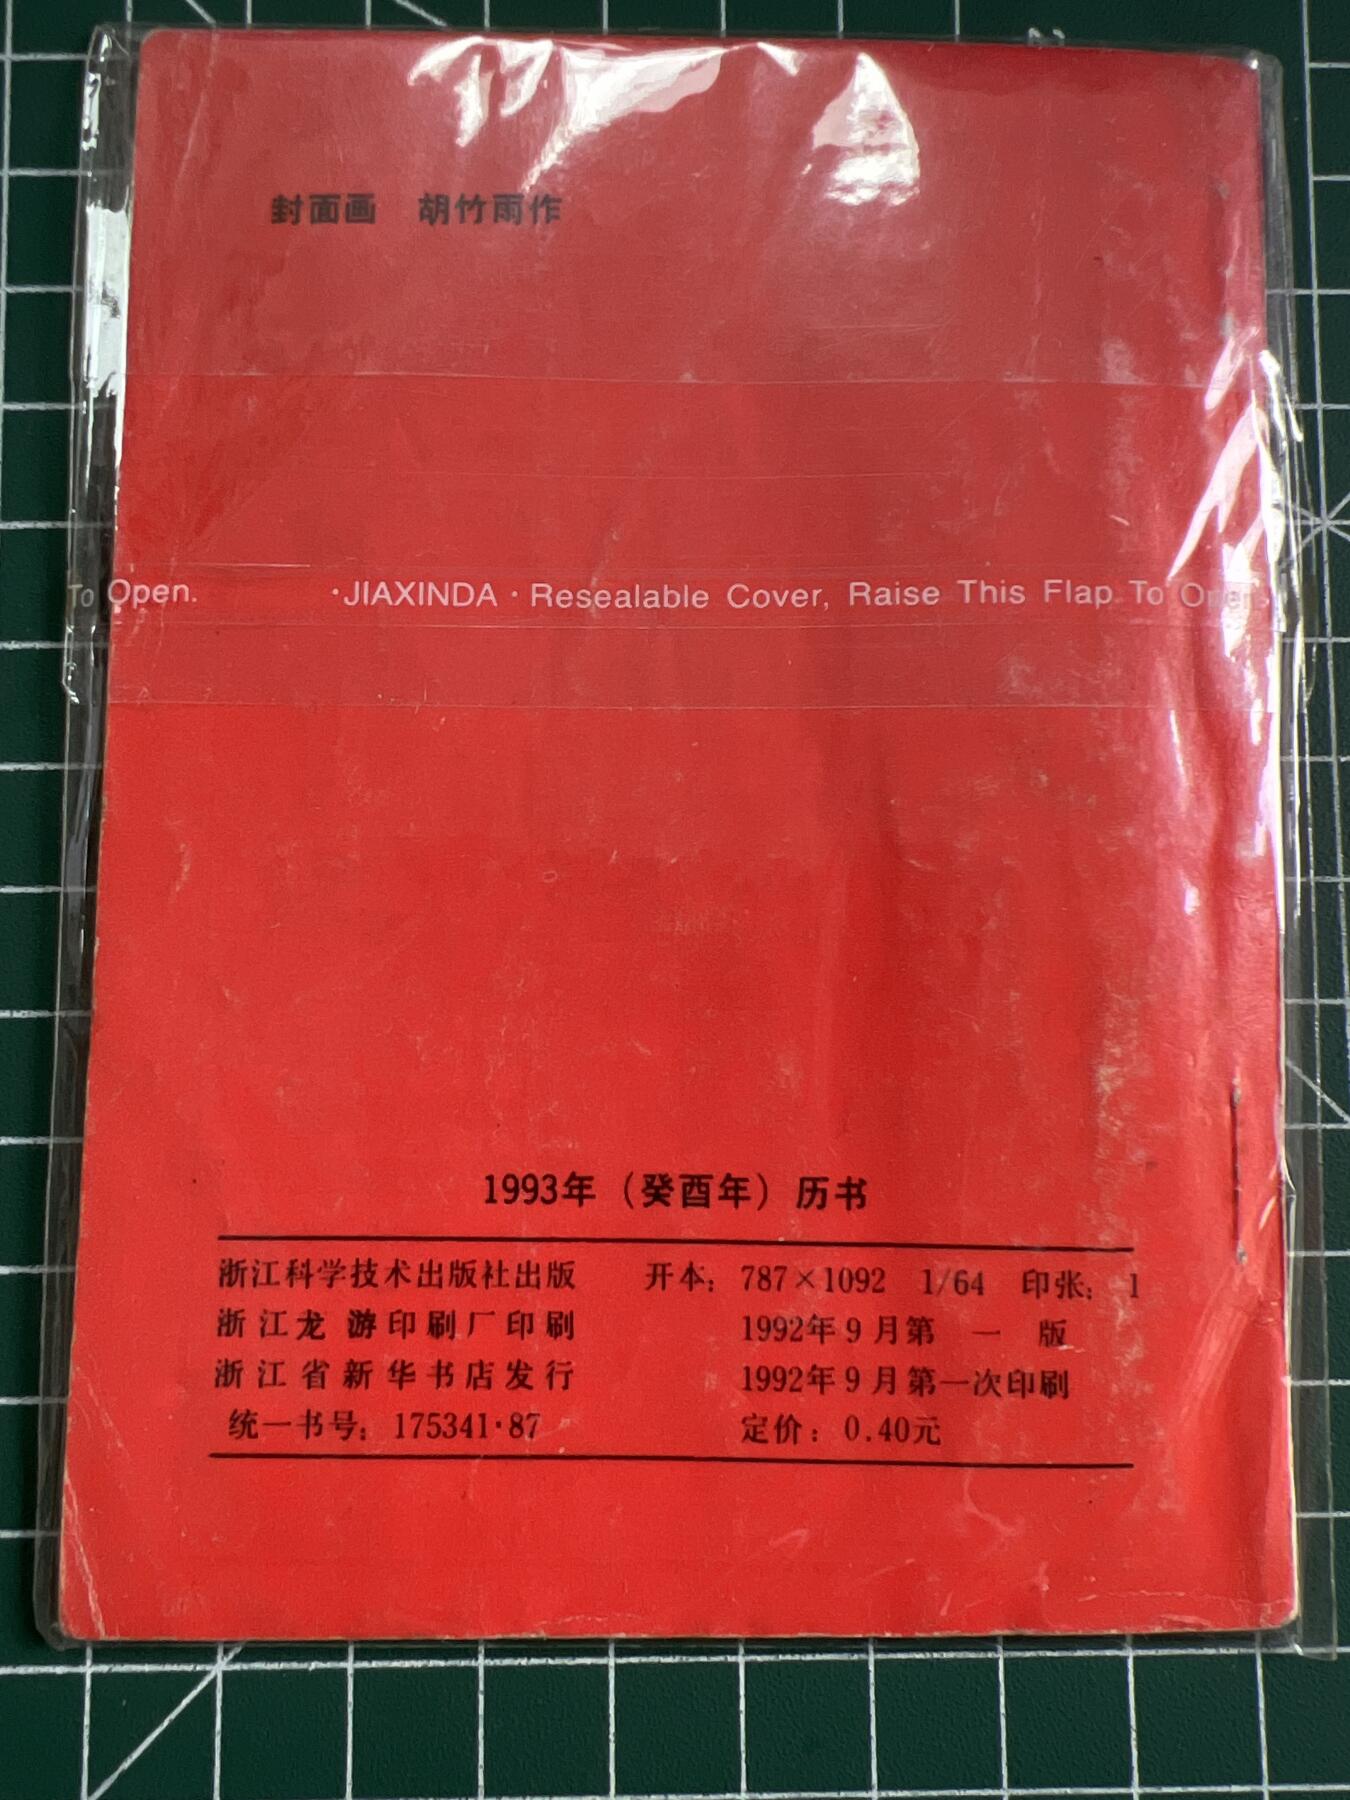 封面画　胡竹雨作
To Open.　·JIAXINDA·Resealable Cover, Raise This Flap To Open.
1993年（癸酉年）历书
浙江科学技术出版社出版　开本：787×1092　1/64　印张：1
浙江龙游印刷厂印刷　1992年9月第一版
浙江省新华书店发行　1992年9月第一次印刷
统一书号：175341·87　定价：0.40元